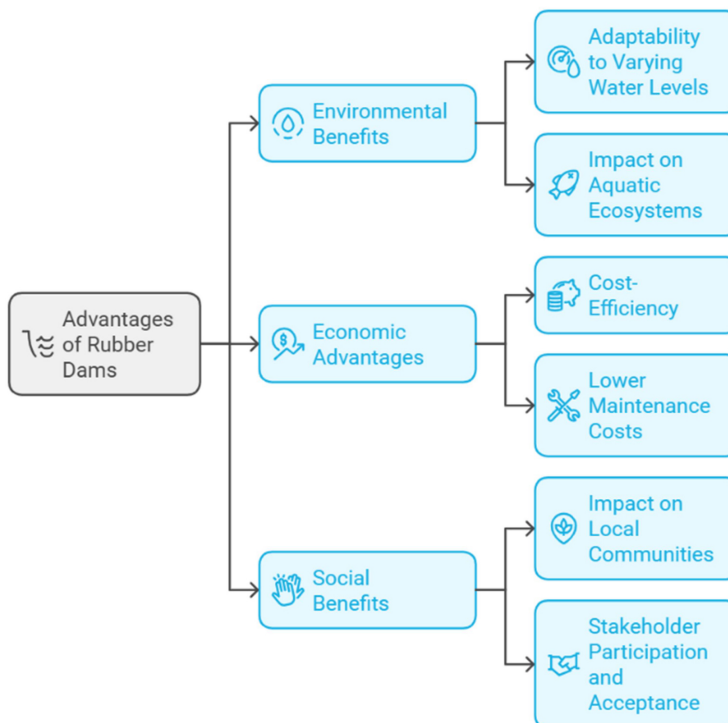 Advantages
of Rubber
Dams
Environmental
Benefits
Adaptability
to Varying
Water Levels
Impact on
Aquatic
Ecosystems
Economic
Advantages
Cost-
Efficiency
Lower
Maintenance
Costs
Social
Benefits
Impact on
Local
Communities
Stakeholder
Participation
and
Acceptance